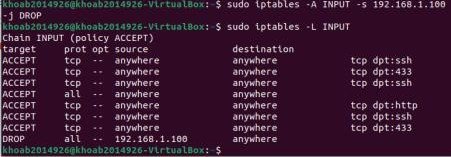 khoab2014926@khoab2014926-VirtualBox:~$ sudo iptables -A INPUT -s 192.168.1.100
-j DROP
khoab2014926@khoab2014926-VirtualBox:~$ sudo iptables -L INPUT
Chain INPUT (policy ACCEPT)
target prot opt source destination
ACCEPT tcp -- anywhere anywhere tcp dpt:ssh
ACCEPT tcp -- anywhere anywhere tcp dpt:433
ACCEPT tcp -- anywhere anywhere tcp dpt:ssh
ACCEPT all -- anywhere anywhere
ACCEPT tcp -- anywhere anywhere tcp dpt:http
ACCEPT tcp -- anywhere anywhere tcp dpt:ssh
ACCEPT tcp -- anywhere anywhere tcp dpt:433
DROP all -- 192.168.1.100 anywhere
khoab2014926@khoab2014926-VirtualBox:~$